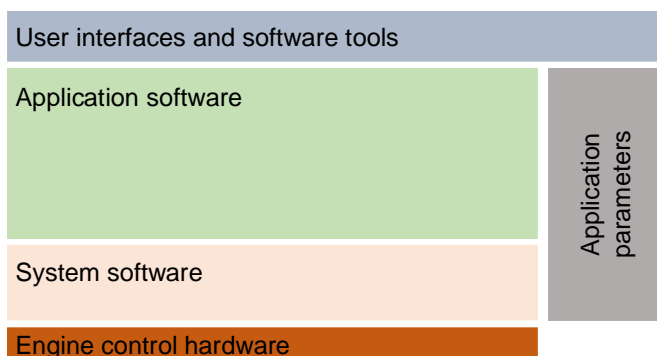 User interfaces and software tools
Application software
Application
parameters
System software
Engine control hardware